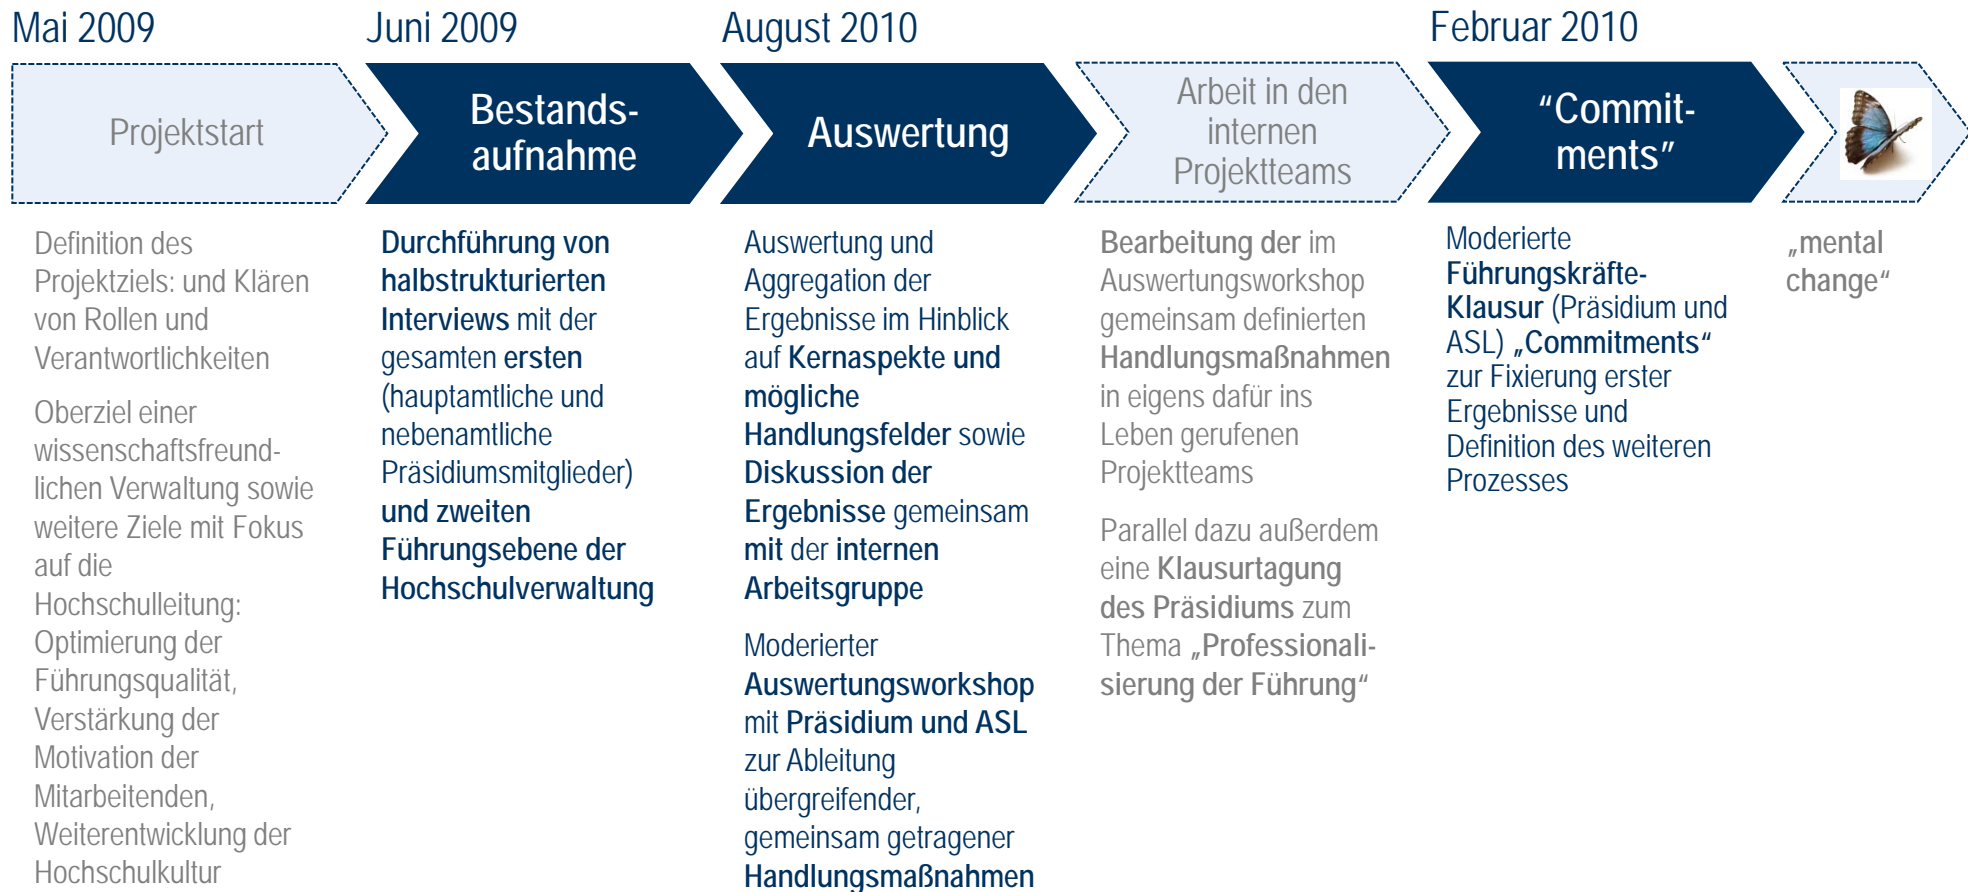 Mai 2009
Juni 2009
August 2010
Februar 2010
Projektstart
Bestands-
aufnahme
Auswertung
Arbeit in den
internen
Projektteams
“Commit-
ments”
Definition des
Projektziels: und Klären
von Rollen und
Verantwortlichkeiten
Oberziel einer
wissenschaftsfreund-
lichen Verwaltung sowie
weitere Ziele mit Fokus
auf die
Hochschulleitung:
Optimierung der
Führungsqualität,
Verstärkung der
Motivation der
Mitarbeitenden,
Weiterentwicklung der
Hochschulkultur
Durchführung von
halbstrukturierten
Interviews mit der
gesamten ersten
(hauptamtliche und
nebenamtliche
Präsidiumsmitglieder)
und zweiten
Führungsebene der
Hochschulverwaltung
Auswertung und
Aggregation der
Ergebnisse im Hinblick
auf Kernaspekte und
mögliche
Handlungsfelder sowie
Diskussion der
Ergebnisse gemeinsam
mit der internen
Arbeitsgruppe
Moderierter
Auswertungsworkshop
mit Präsidium und ASL
zur Ableitung
übergreifender,
gemeinsam getragener
Handlungsmaßnahmen
Bearbeitung der im
Auswertungsworkshop
gemeinsam definierten
Handlungsmaßnahmen
in eigens dafür ins
Leben gerufenen
Projektteams
Parallel dazu außerdem
eine Klausurtagung
des Präsidiums zum
Thema „Professionali-
sierung der Führung“
Moderierte
Führungskräfte-
Klausur (Präsidium und
ASL) „Commitments“
zur Fixierung erster
Ergebnisse und
Definition des weiteren
Prozesses
„mental
change“